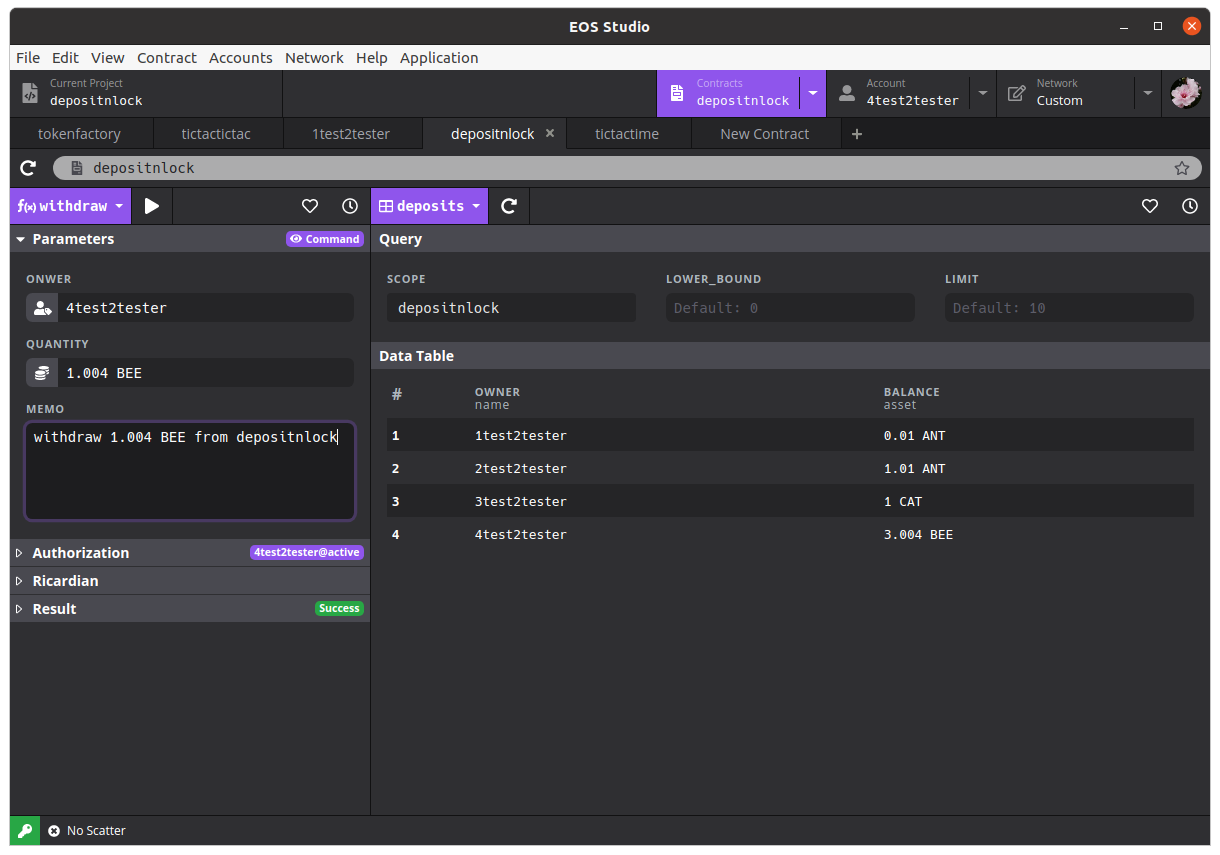 EOS Studio
File Edit View Contract Accounts Network Help Application
Current Project
depositnlock
Contracts
depositnlock
Account
4test2tester
Network
Custom
tokenfactory tictactictac 1test2tester depositnlock × tictactime New Contract +
depositnlock
f(x) withdraw
deposits
Parameters Command
Query
ONWER
4test2tester
QUANTITY
1.004 BEE
MEMO
withdraw 1.004 BEE from depositnlock
Authorization 4test2tester@active
Ricardian
Result Success
SCOPE LOWER_BOUND LIMIT
depositnlock Default: 0 Default: 10
Data Table
# OWNER BALANCE
name asset
1 1test2tester 0.01 ANT
2 2test2tester 1.01 ANT
3 3test2tester 1 CAT
4 4test2tester 3.004 BEE
No Scatter